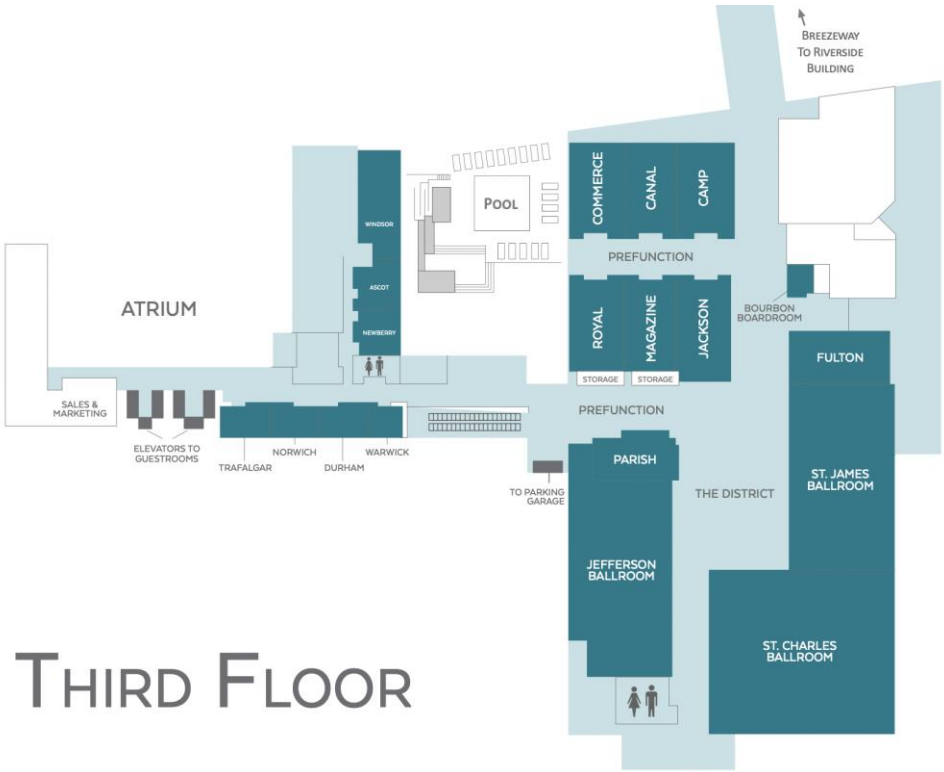 BREEZEWAY
TO RIVERSIDE
BUILDING
COMMERCE
CANAL
CAMP
POOL
WINDSOR
PREFUNCTION
ASCOT
ATRIUM
BOURBON
BOARDROOM
ROYAL
MAGAZINE
JACKSON
NEWBERRY
FULTON
STORAGE
STORAGE
SALES &
MARKETING
PREFUNCTION
ELEVATORS TO
GUESTROOMS
NORWICH
WARWICK
TRAFALGAR
DURHAM
PARISH
ST. JAMES
BALLROOM
TO PARKING
GARAGE
THE DISTRICT
JEFFERSON
BALLROOM
ST. CHARLES
BALLROOM
THIRD FLOOR